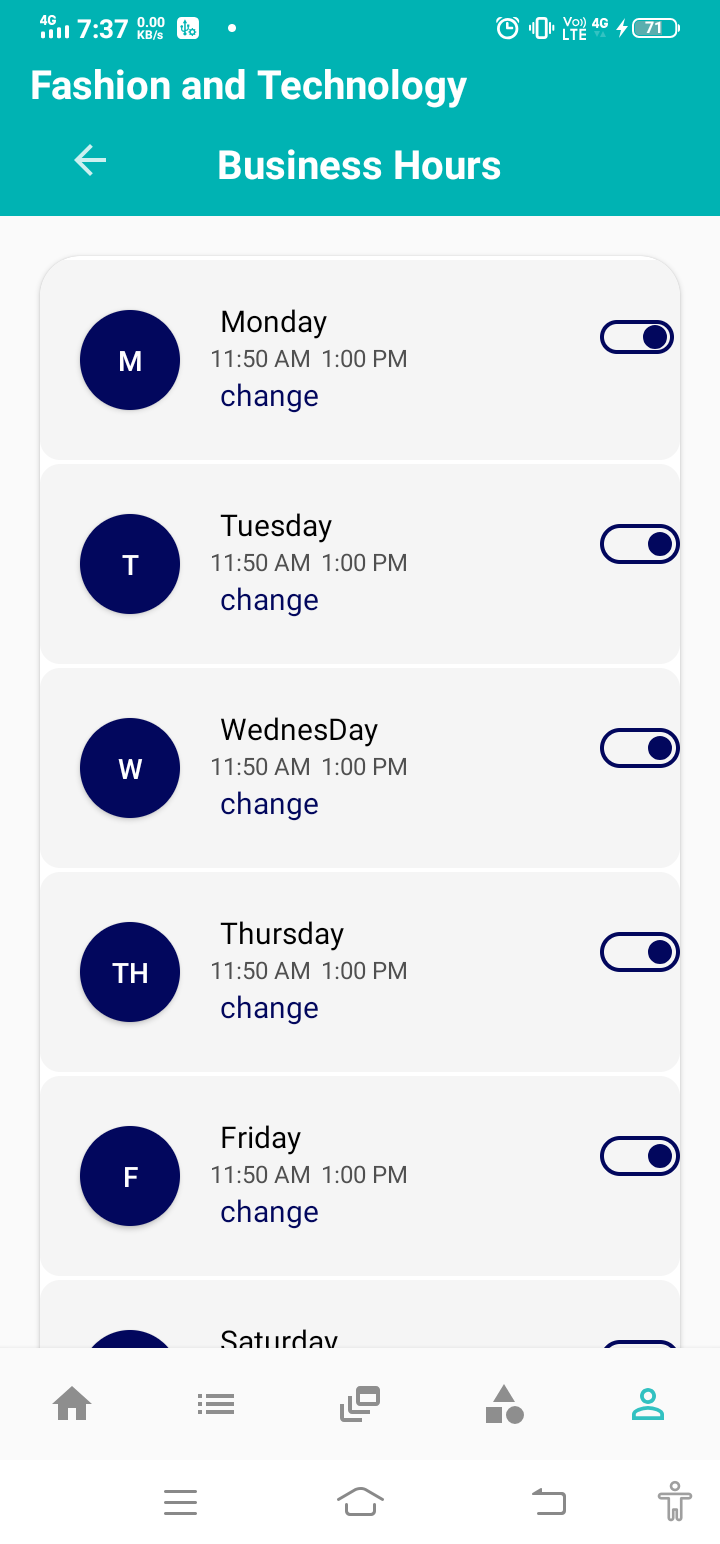 4G 7:37 0.00 KB/s Vo)) LTE 4G 71
Fashion and Technology
Business Hours
M
Monday
11:50 AM 1:00 PM
change
T
Tuesday
11:50 AM 1:00 PM
change
W
WednesDay
11:50 AM 1:00 PM
change
TH
Thursday
11:50 AM 1:00 PM
change
F
Friday
11:50 AM 1:00 PM
change
Saturday